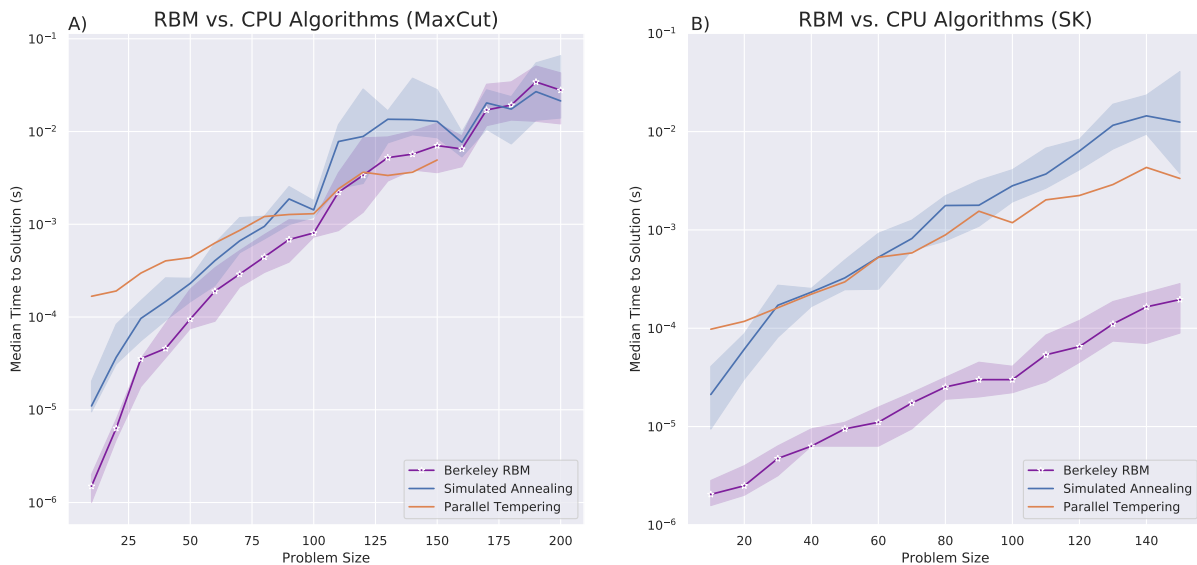 A)
RBM vs. CPU Algorithms (MaxCut)
Median Time to Solution (s)
10⁻¹
10⁻²
10⁻³
10⁻⁴
10⁻⁵
10⁻⁶
Berkeley RBM
Simulated Annealing
Parallel Tempering
25 50 75 100 125 150 175 200
Problem Size
B)
RBM vs. CPU Algorithms (SK)
Median Time to Solution (s)
10⁻¹
10⁻²
10⁻³
10⁻⁴
10⁻⁵
10⁻⁶
Berkeley RBM
Simulated Annealing
Parallel Tempering
20 40 60 80 100 120 140
Problem Size